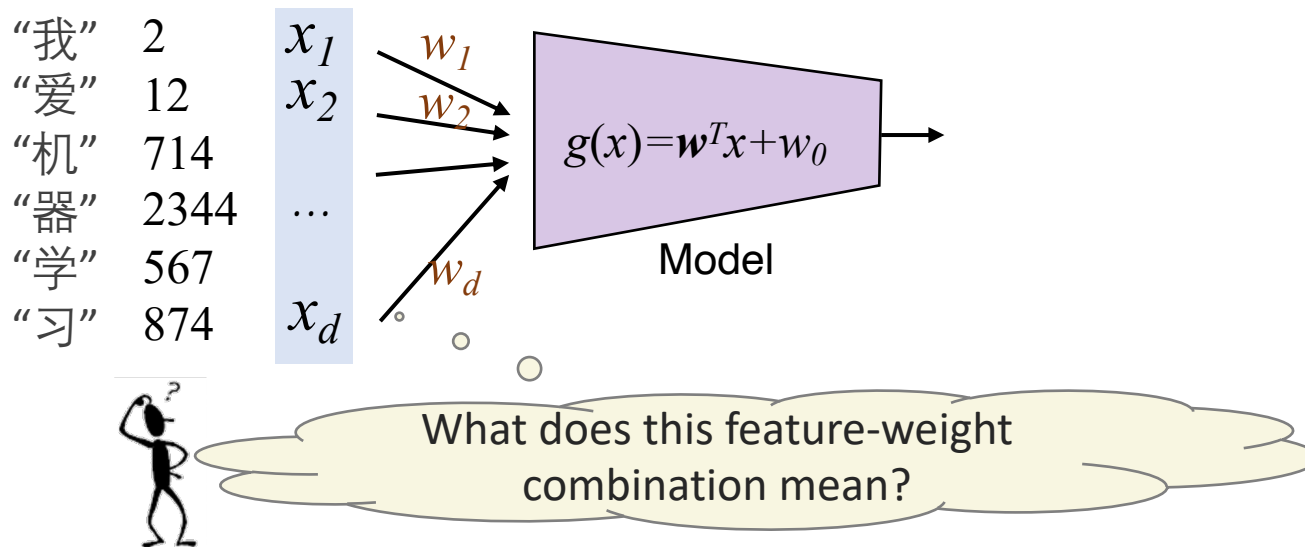 “我” 2 x1 w1
“爱” 12 x2 w2
“机” 714
“器” 2344 ...
“学” 567
“习” 874 xd wd
g(x)=wTx+w0
Model
?
What does this feature-weight
combination mean?